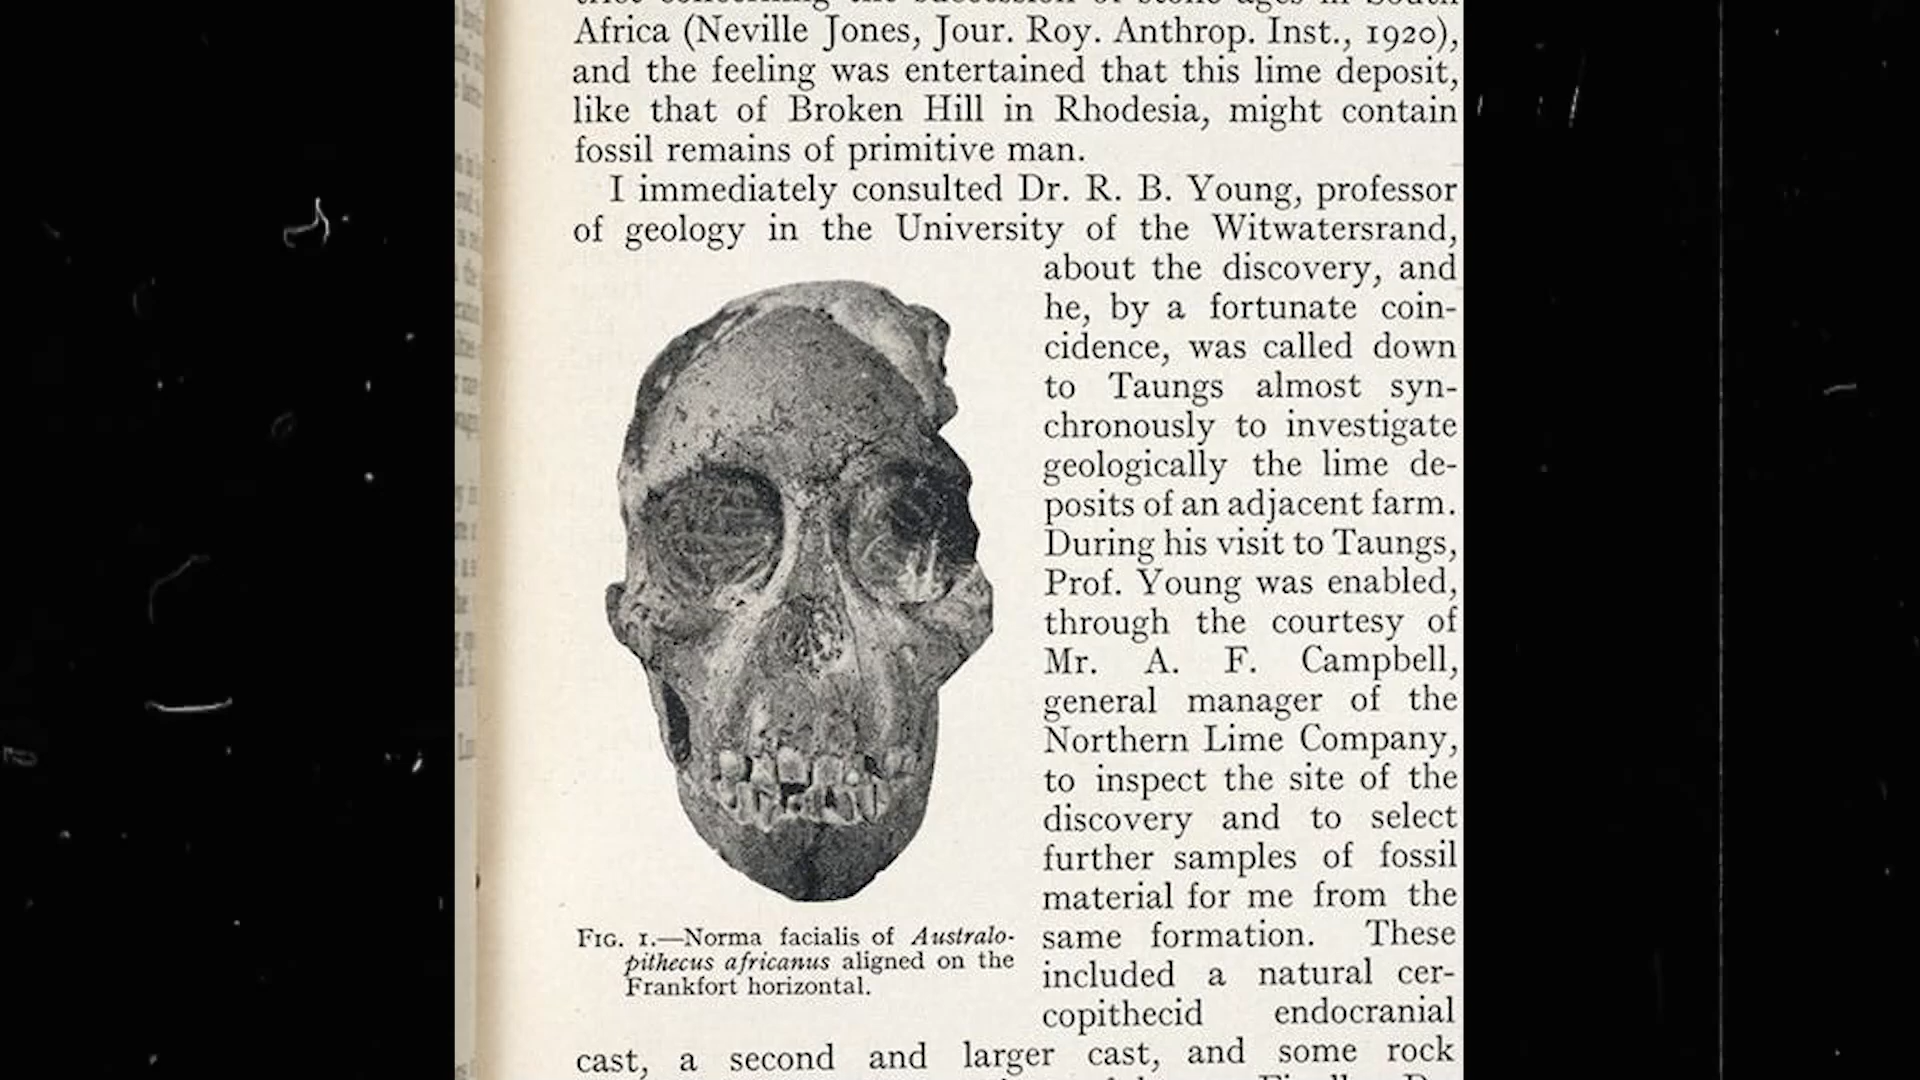 Africa (Neville Jones, Jour. Roy. Anthrop. Inst., 1920),
and the feeling was entertained that this lime deposit,
like that of Broken Hill in Rhodesia, might contain
fossil remains of primitive man.
I immediately consulted Dr. R. B. Young, professor
of geology in the University of the Witwatersrand,
about the discovery, and
he, by a fortunate coin-
cidence, was called down
to Taungs almost syn-
chronously to investigate
geologically the lime de-
posits of an adjacent farm.
During his visit to Taungs,
Prof. Young was enabled,
through the courtesy of
Mr. A. F. Campbell,
general manager of the
Northern Lime Company,
to inspect the site of the
discovery and to select
further samples of fossil
material for me from the
same formation. These
included a natural cer-
copithecid endocranial
cast, a second and larger cast, and some rock
FIG. 1.—Norma facialis of Australo-
pithecus africanus aligned on the
Frankfort horizontal.